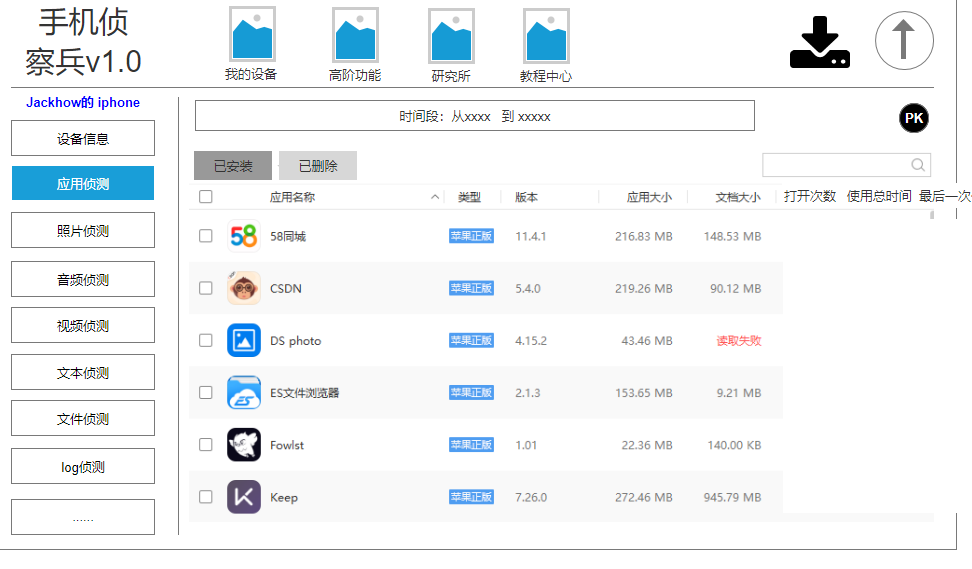 手机侦
察兵v1.0
我的设备
高阶功能
研究所
教程中心
Jackhow的 iphone
时间段：从xxxx 到 xxxxx
PK
设备信息
应用侦测
照片侦测
音频侦测
视频侦测
文本侦测
文件侦测
log侦测
......
已安装 已删除
应用名称 类型 版本 应用大小 文档大小 打开次数 使用总时间 最后一次
58 58同城 苹果正版 11.4.1 216.83 MB 148.53 MB
CSDN 苹果正版 5.4.0 219.26 MB 90.12 MB
DS photo 苹果正版 4.15.2 43.46 MB 读取失败
ES ES文件浏览器 苹果正版 2.1.3 153.65 MB 9.21 MB
Fowlst 苹果正版 1.01 22.36 MB 140.00 KB
Keep 苹果正版 7.26.0 272.46 MB 945.79 MB